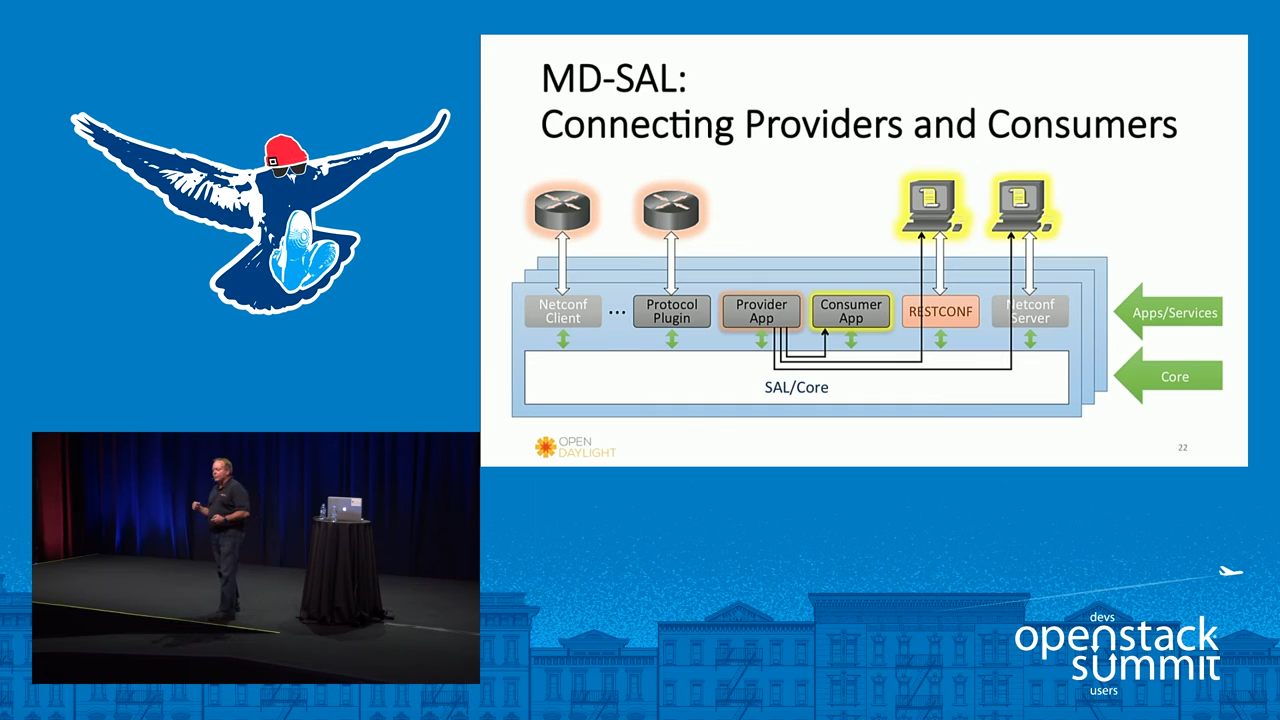 MD-SAL:
Connecting Providers and Consumers
Netconf
Client
...
Protocol
Plugin
Provider
App
Consumer
App
RESTCONF
Netconf
Server
Apps/Services
SAL/Core
Core
OPEN
DAYLIGHT
22
devs
openstack
summit
users